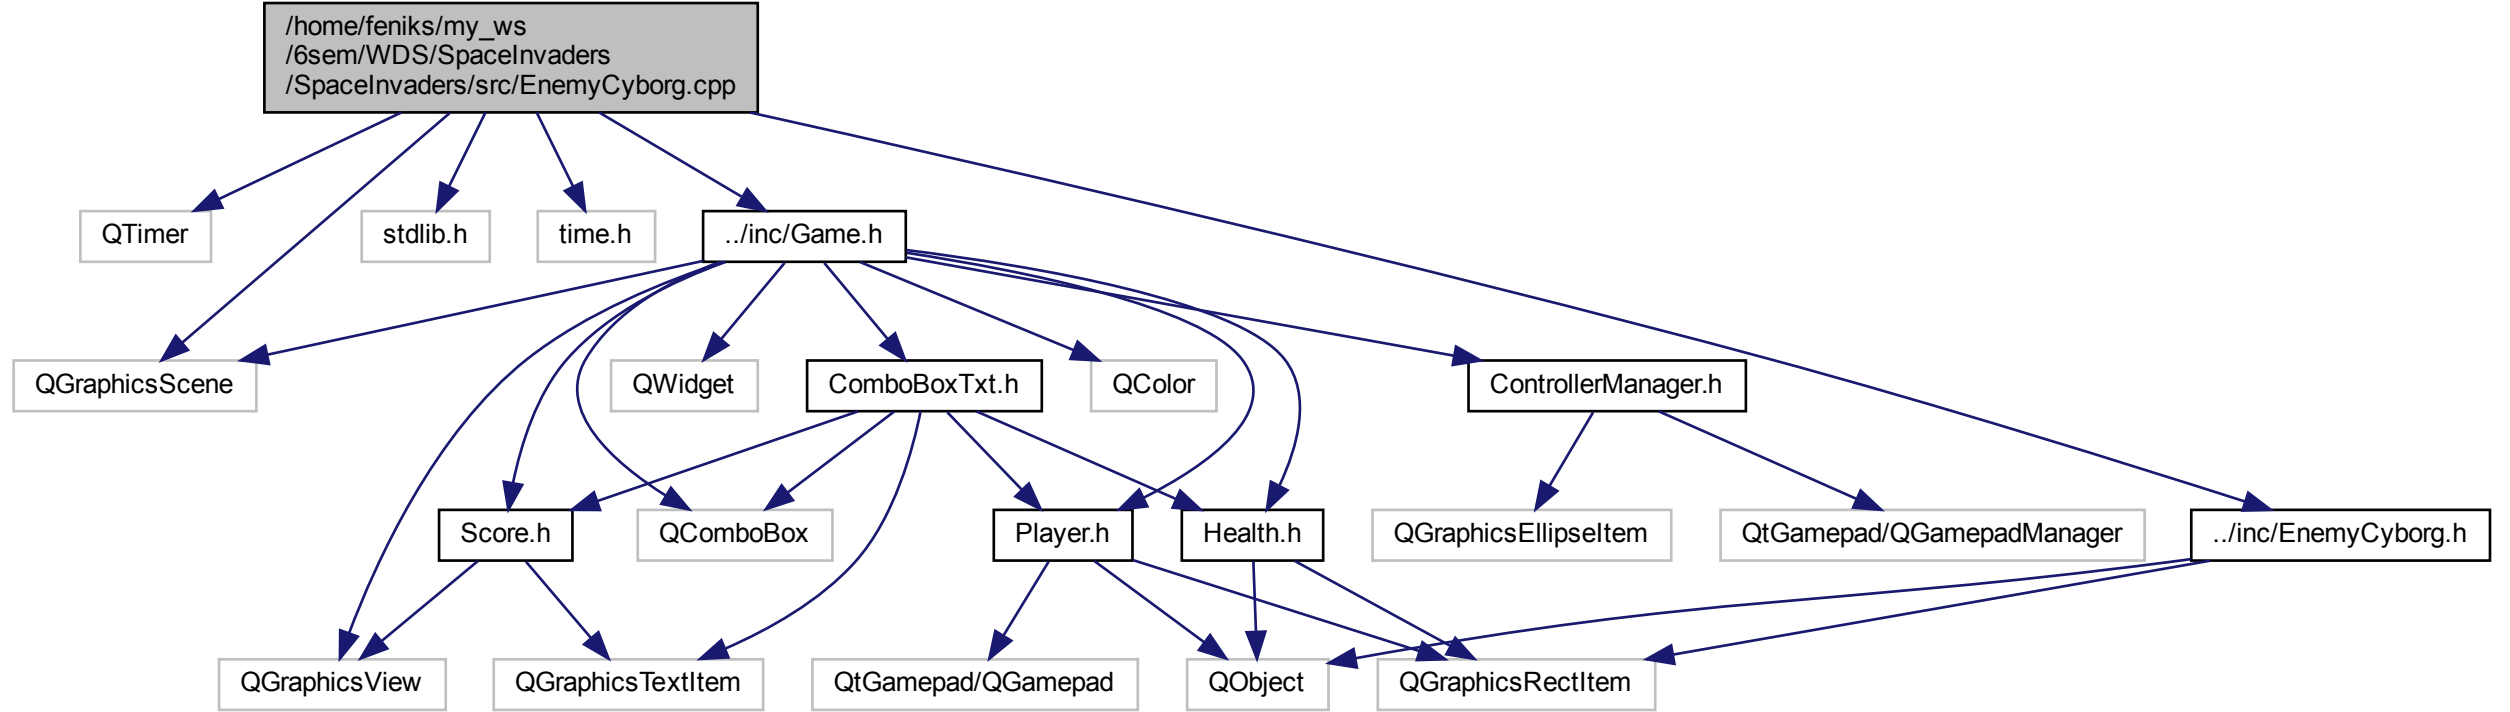 /home/feniks/my_ws
/6sem/WDS/SpaceInvaders
/SpaceInvaders/src/EnemyCyborg.cpp
QTimer
stdlib.h
time.h
../inc/Game.h
QGraphicsScene
QWidget
ComboBoxTxt.h
QColor
ControllerManager.h
Score.h
QComboBox
Player.h
Health.h
QGraphicsEllipseItem
QtGamepad/QGamepadManager
../inc/EnemyCyborg.h
QGraphicsView
QGraphicsTextItem
QtGamepad/QGamepad
QObject
QGraphicsRectItem